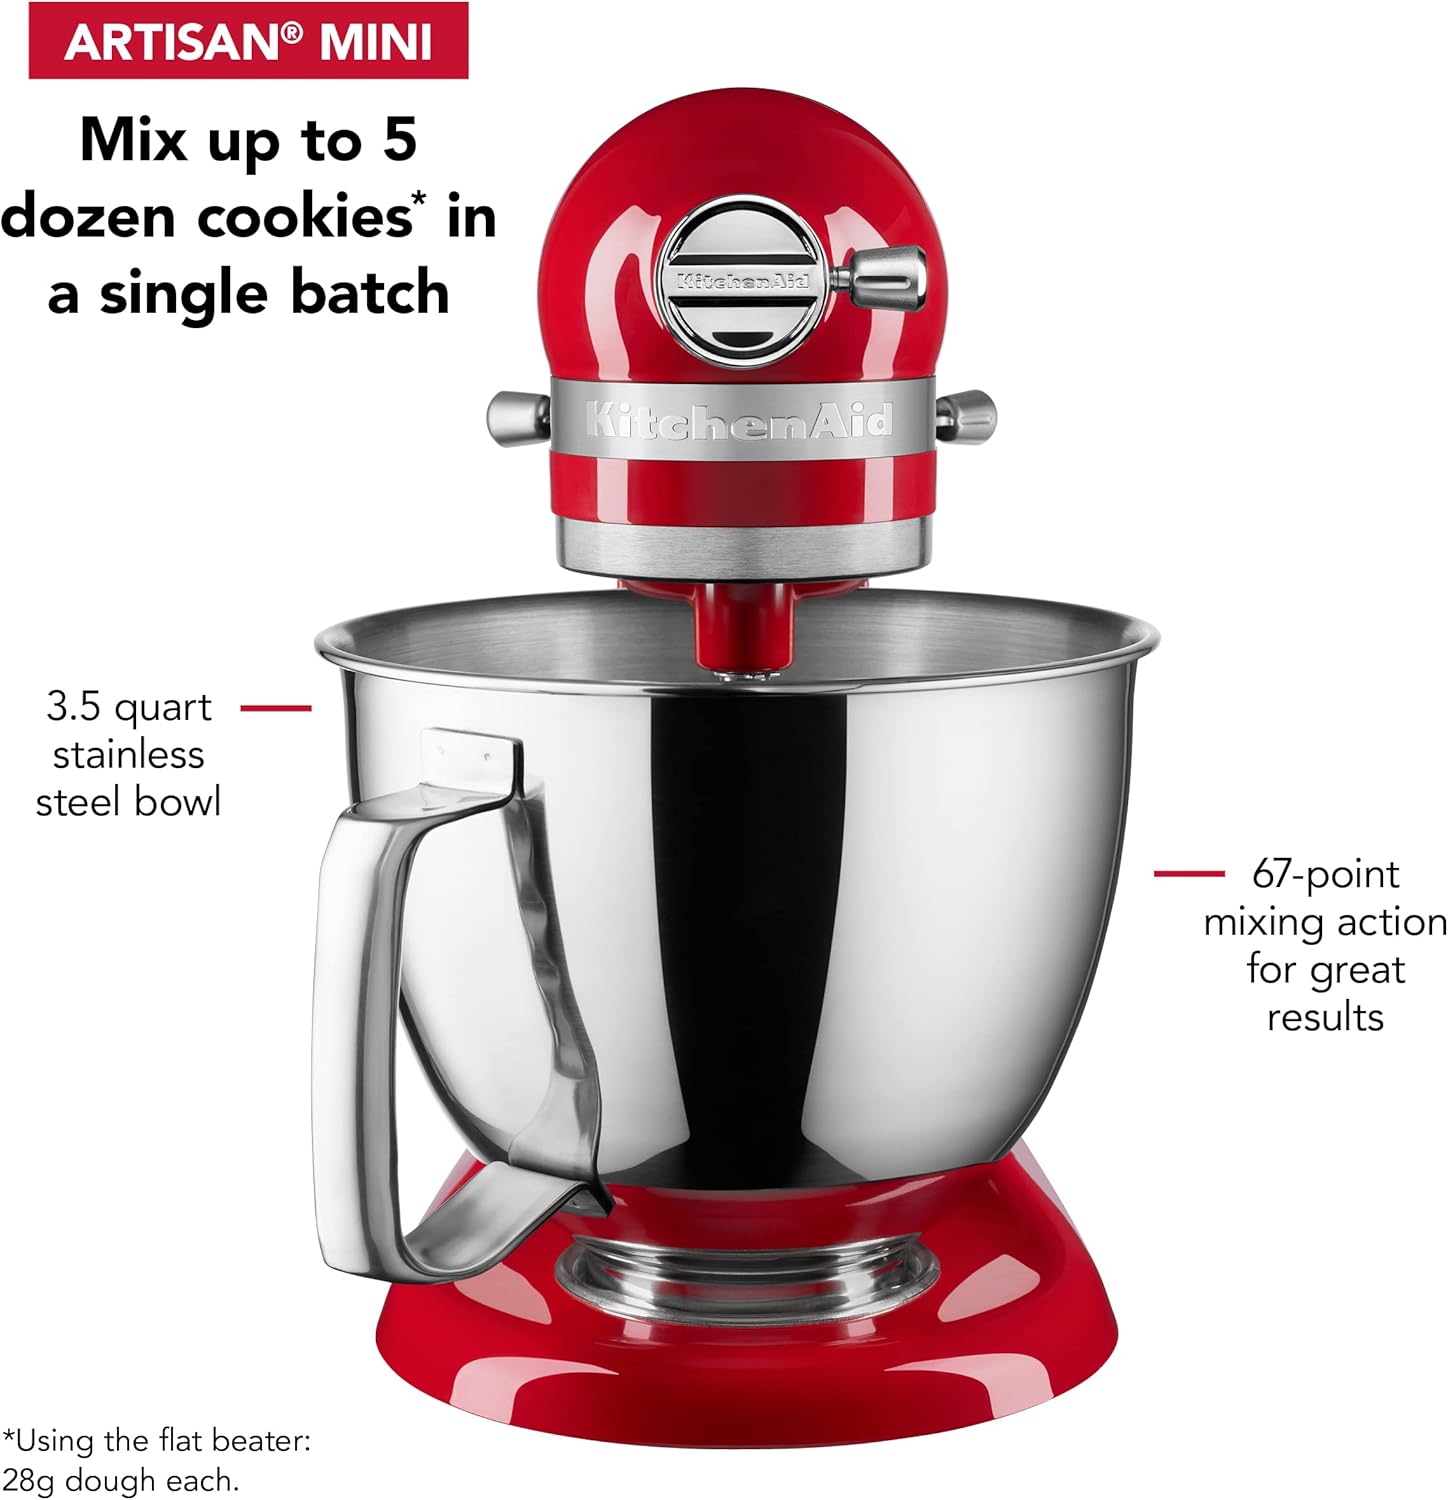 ARTISAN® MINI
Mix up to 5
dozen cookies* in
a single batch
KitchenAid
KitchenAid
3.5 quart
stainless
steel bowl
67-point
mixing action
for great
results
*Using the flat beater:
28g dough each.